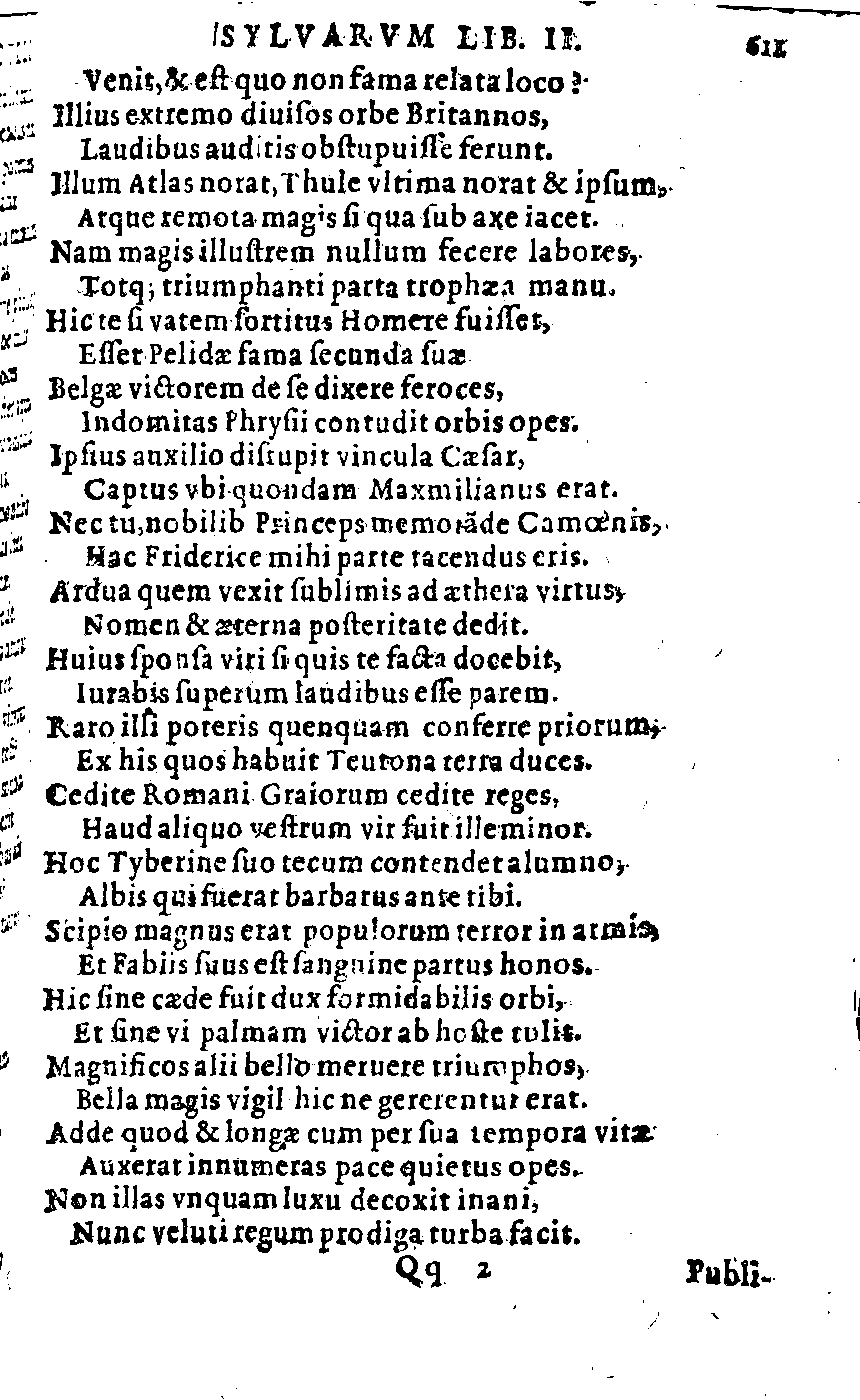 SYLVARVM LIB. II. 611
Venit, & eſt quo non fama relata loco?
Illius extremo diuiſos orbe Britannos,
Laudibus auditis obſtupuiſſe ferunt.
Illum Atlas norat, Thule vltima norat & ipſum,
Atque remota magis ſi qua ſub axe iacet.
Nam magis illuſtrem nullum fecere labores,
Totq; triumphanti parta trophæa manu.
Hic te ſi vatem ſortitus Homere fuiſſet,
Eſſet Pelidæ fama ſecunda ſuæ
Belgæ victorem de ſe dixere feroces,
Indomitas Phryſii contudit orbis opes.
Ipſius auxilio diſrupit vincula Cæſar,
Captus vbi quondam Maxmilianus erat.
Nec tu, nobilib Princeps memorãde Camœnis,
Hac Friderice mihi parte tacendus eris.
Ardua quem vexit ſublimis ad æthera virtus,
Nomen & æterna poſteritate dedit.
Huius ſponſa viri ſi quis te facta docebit,
Iurabis ſuperum laudibus eſſe parem.
Raro illi poteris quenquam conferre priorum,
Ex his quos habuit Teutona terra duces.
Cedite Romani Graiorum cedite reges,
Haud aliquo veſtrum vir fuit ille minor.
Hoc Tyberine ſuo tecum contendet alumno,
Albis qui fuerat barbarus ante tibi.
Scipio magnus erat populorum terror in armis,
Et Fabiis ſuus eſt ſanguine partus honos.
Hic ſine cæde fuit dux formidabilis orbi,
Et ſine vi palmam victor ab hoſte tulit.
Magnificos alii bello meruere triumphos,
Bella magis vigil hic ne gererentur erat.
Adde quod & longæ cum per ſua tempora vitæ
Auxerat innumeras pace quietus opes.
Non illas vnquam luxu decoxit inani,
Nunc veluti regum prodiga turba facit.
Qq 2 Publi-